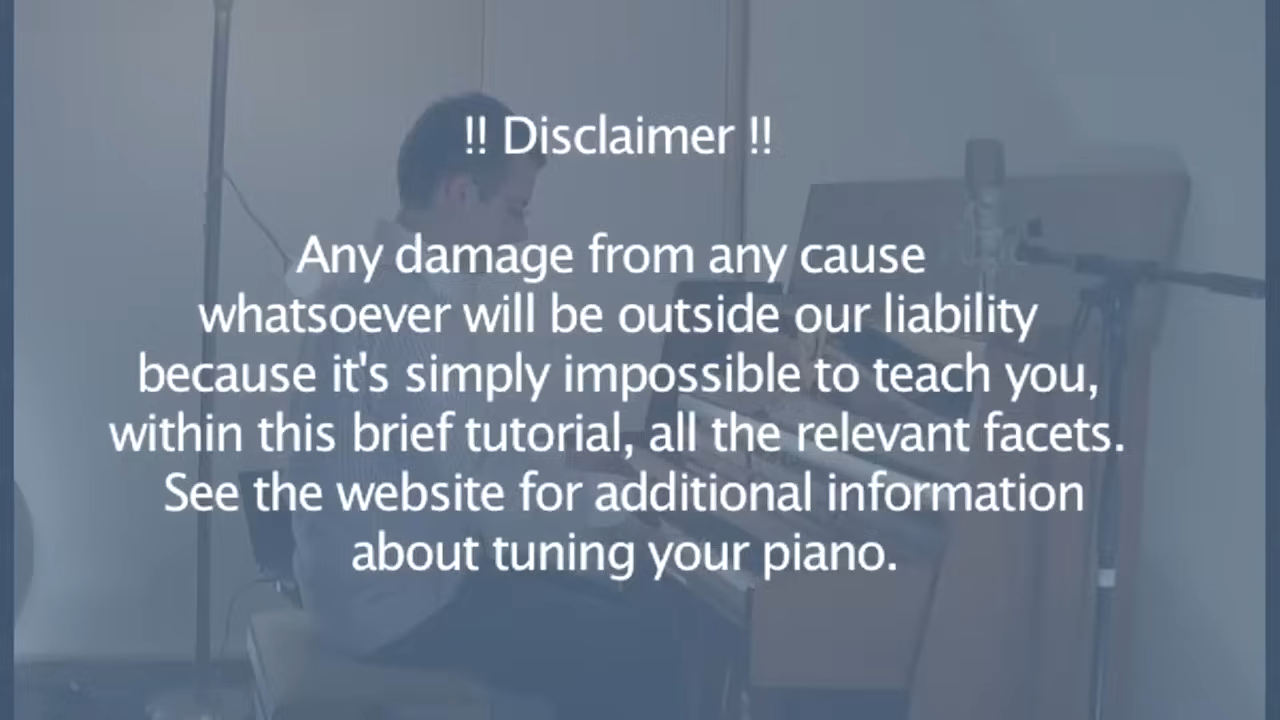 !! Disclaimer !!
Any damage from any cause
whatsoever will be outside our liability
because it's simply impossible to teach you,
within this brief tutorial, all the relevant facets.
See the website for additional information
about tuning your piano.